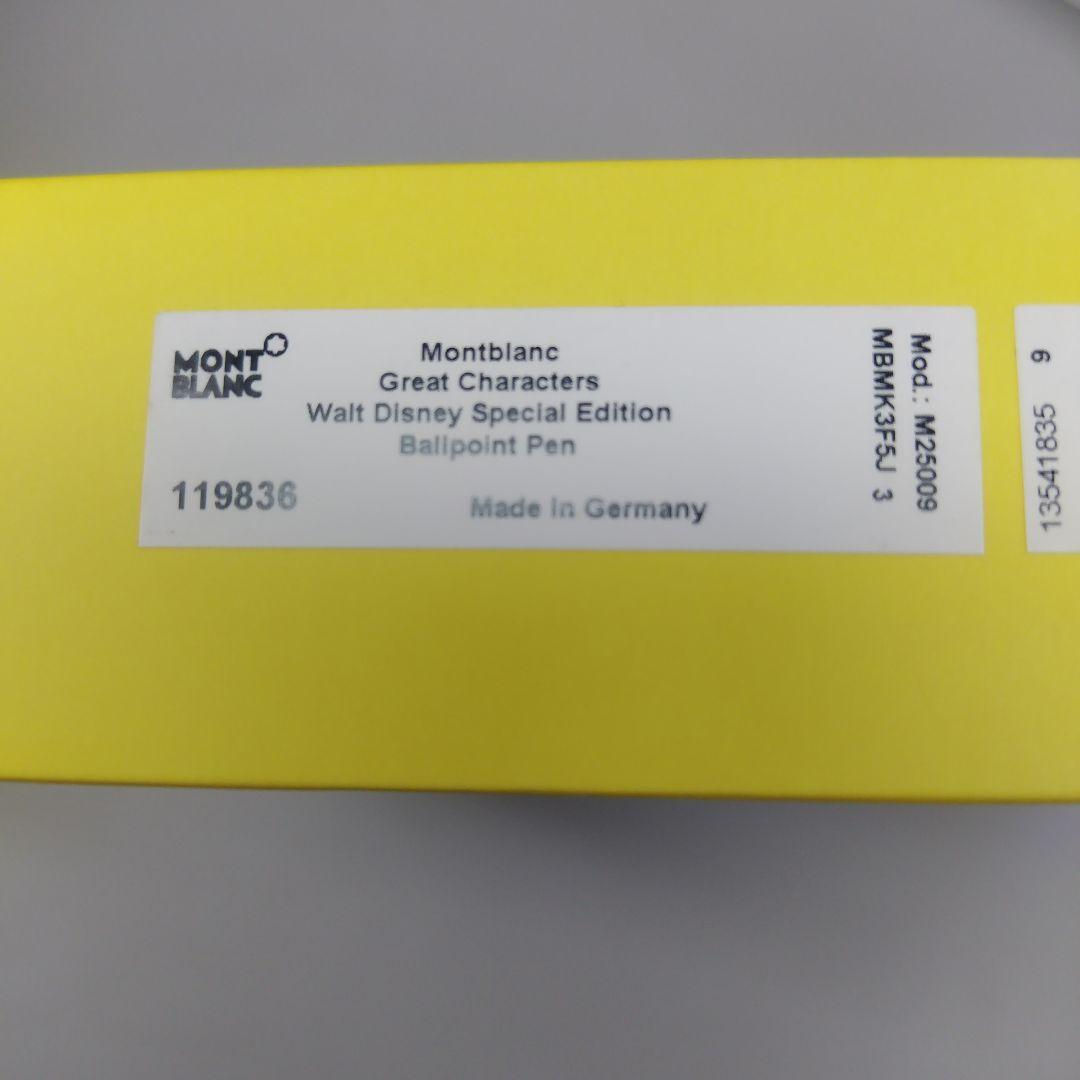 MONT
BLANC
Montblanc
Great Characters
Walt Disney Special Edition
Ballpoint Pen
119836
Made in Germany
Mod.: M25009
MBMK3F5J 3
9
13541835